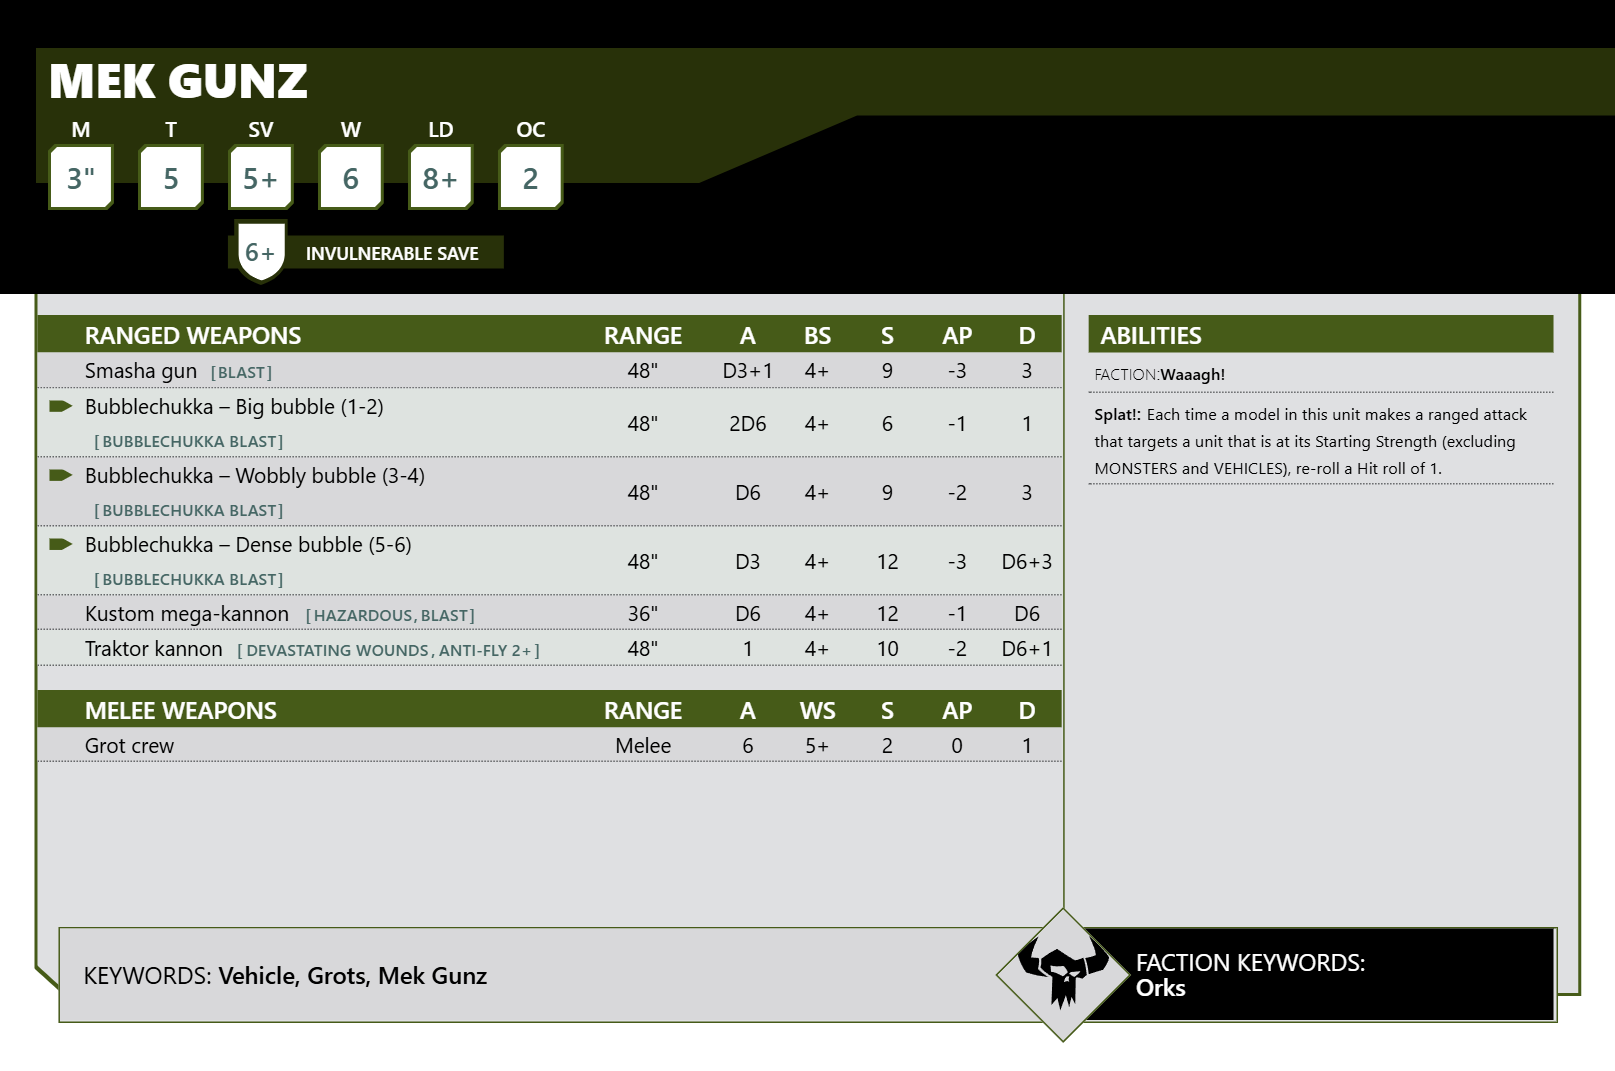 MEK GUNZ
M T SV W LD OC
3" 5 5+ 6 8+ 2
6+ INVULNERABLE SAVE
RANGED WEAPONS RANGE A BS S AP D
Smasha gun [BLAST] 48" D3+1 4+ 9 -3 3
Bubblechukka – Big bubble (1-2)
[BUBBLECHUKKA BLAST] 48" 2D6 4+ 6 -1 1
Bubblechukka – Wobbly bubble (3-4)
[BUBBLECHUKKA BLAST] 48" D6 4+ 9 -2 3
Bubblechukka – Dense bubble (5-6)
[BUBBLECHUKKA BLAST] 48" D3 4+ 12 -3 D6+3
Kustom mega-kannon [HAZARDOUS, BLAST] 36" D6 4+ 12 -1 D6
Traktor kannon [DEVASTATING WOUNDS, ANTI-FLY 2+] 48" 1 4+ 10 -2 D6+1
MELEE WEAPONS RANGE A WS S AP D
Grot crew Melee 6 5+ 2 0 1
ABILITIES
FACTION:Waaagh!
Splat!: Each time a model in this unit makes a ranged attack
that targets a unit that is at its Starting Strength (excluding
MONSTERS and VEHICLES), re-roll a Hit roll of 1.
KEYWORDS: Vehicle, Grots, Mek Gunz
FACTION KEYWORDS:
Orks